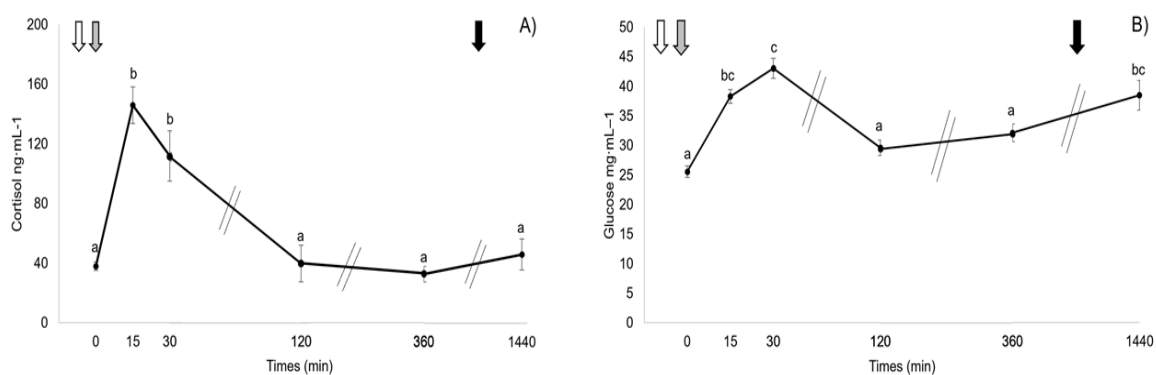 A)
Cortisol ng·mL-1
200
160
120
80
40
0
a
b
b
a
a
a
0 15 30 120 360 1440
Times (min)
B)
Glucose mg·mL–1
50
45
40
35
30
25
20
15
10
5
0
a
bc
c
a
a
bc
0 15 30 120 360 1440
Times (min)